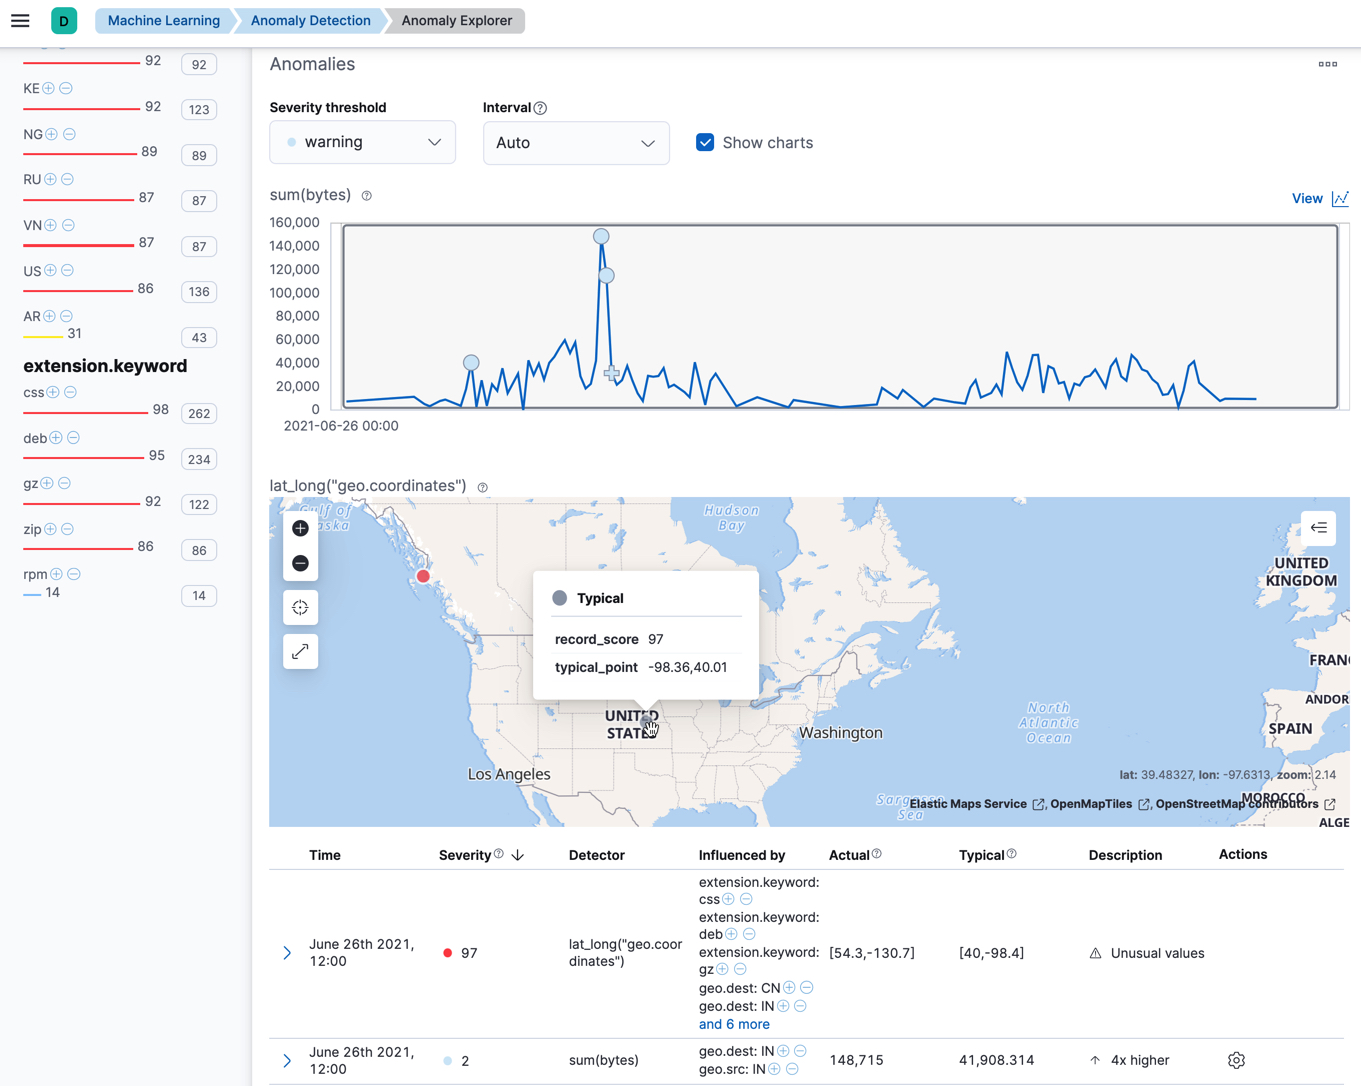 D Machine Learning Anomaly Detection Anomaly Explorer
92 92
KE
92 123
NG
89 89
RU
87 87
VN
87 87
US
86 136
AR
31 43
extension.keyword
css
98 262
deb
95 234
gz
92 122
zip
86 86
rpm
14 14
Anomalies
Severity threshold Interval
warning Auto Show charts
sum(bytes) View
160,000
140,000
120,000
100,000
80,000
60,000
40,000
20,000
0
2021-06-26 00:00
lat_long("geo.coordinates")
Gulf of
Hudson
Bay
UNITED
KINGDOM
Typical
record_score 97
typical_point -98.36,40.01
FRANC
ANDOR
UNITED
STATE
Washington
North
Atlantic
Ocean
SPAIN
Los Angeles
lat: 39.48327, lon: -97.6313, zoom: 2.14
MOROCCO
Sea
Elastic Maps Service , OpenMapTiles , OpenStreetMap contributors
ALGE
Time Severity Detector Influenced by Actual Typical Description Actions
June 26th 2021,
12:00
97
lat_long("geo.coor
dinates")
extension.keyword:
css
extension.keyword:
deb
extension.keyword:
gz
geo.dest: CN
geo.dest: IN
and 6 more
[54.3,-130.7]
[40,-98.4]
Unusual values
June 26th 2021,
12:00
2
sum(bytes)
geo.dest: IN
geo.src: IN
148,715
41,908.314
4x higher